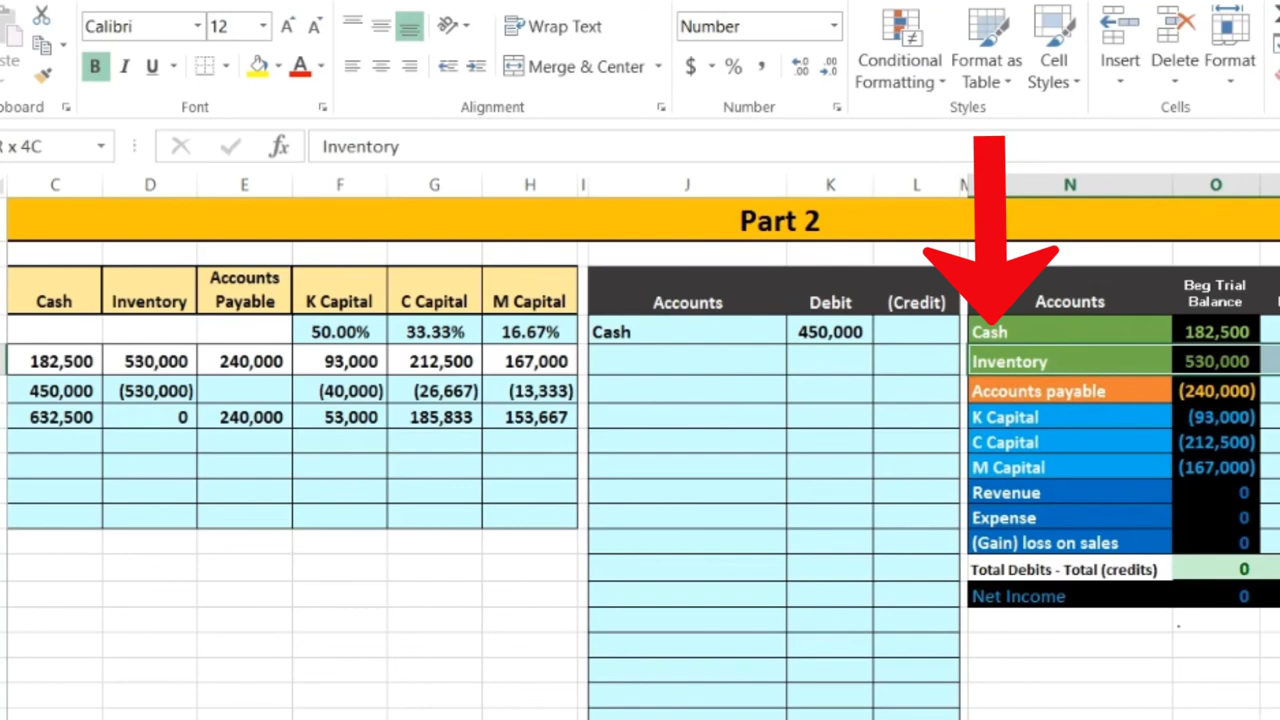 Calibri 12 Wrap Text Number
B I U Merge & Center $ % , Conditional Formatting Format as Table Cell Styles Insert Delete Format
Font Alignment Number Styles Cells
x 4C fx Inventory
C D E F G H I J K L N O
Part 2
Cash Inventory Accounts Payable K Capital C Capital M Capital
50.00% 33.33% 16.67%
182,500 530,000 240,000 93,000 212,500 167,000
450,000 (530,000) (40,000) (26,667) (13,333)
632,500 0 240,000 53,000 185,833 153,667
Accounts Debit (Credit)
Cash 450,000
Accounts Beg Trial Balance
Cash 182,500
Inventory 530,000
Accounts payable (240,000)
K Capital (93,000)
C Capital (212,500)
M Capital (167,000)
Revenue 0
Expense 0
(Gain) loss on sales 0
Total Debits - Total (credits) 0
Net Income 0